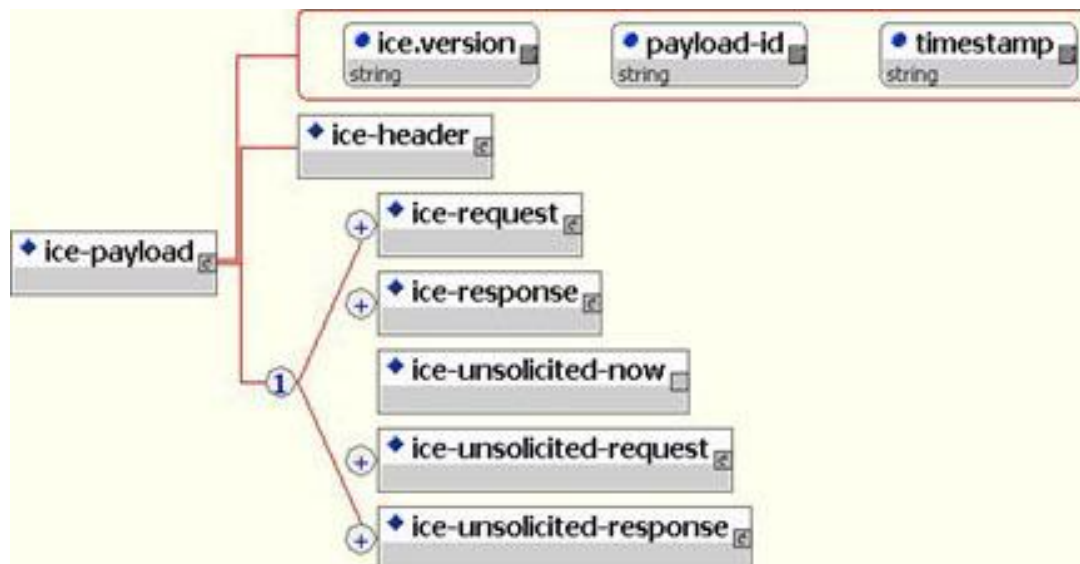 ice.version
string
payload-id
string
timestamp
string
ice-header
ice-request
ice-payload
ice-response
1
ice-unsolicited-now
ice-unsolicited-request
ice-unsolicited-response